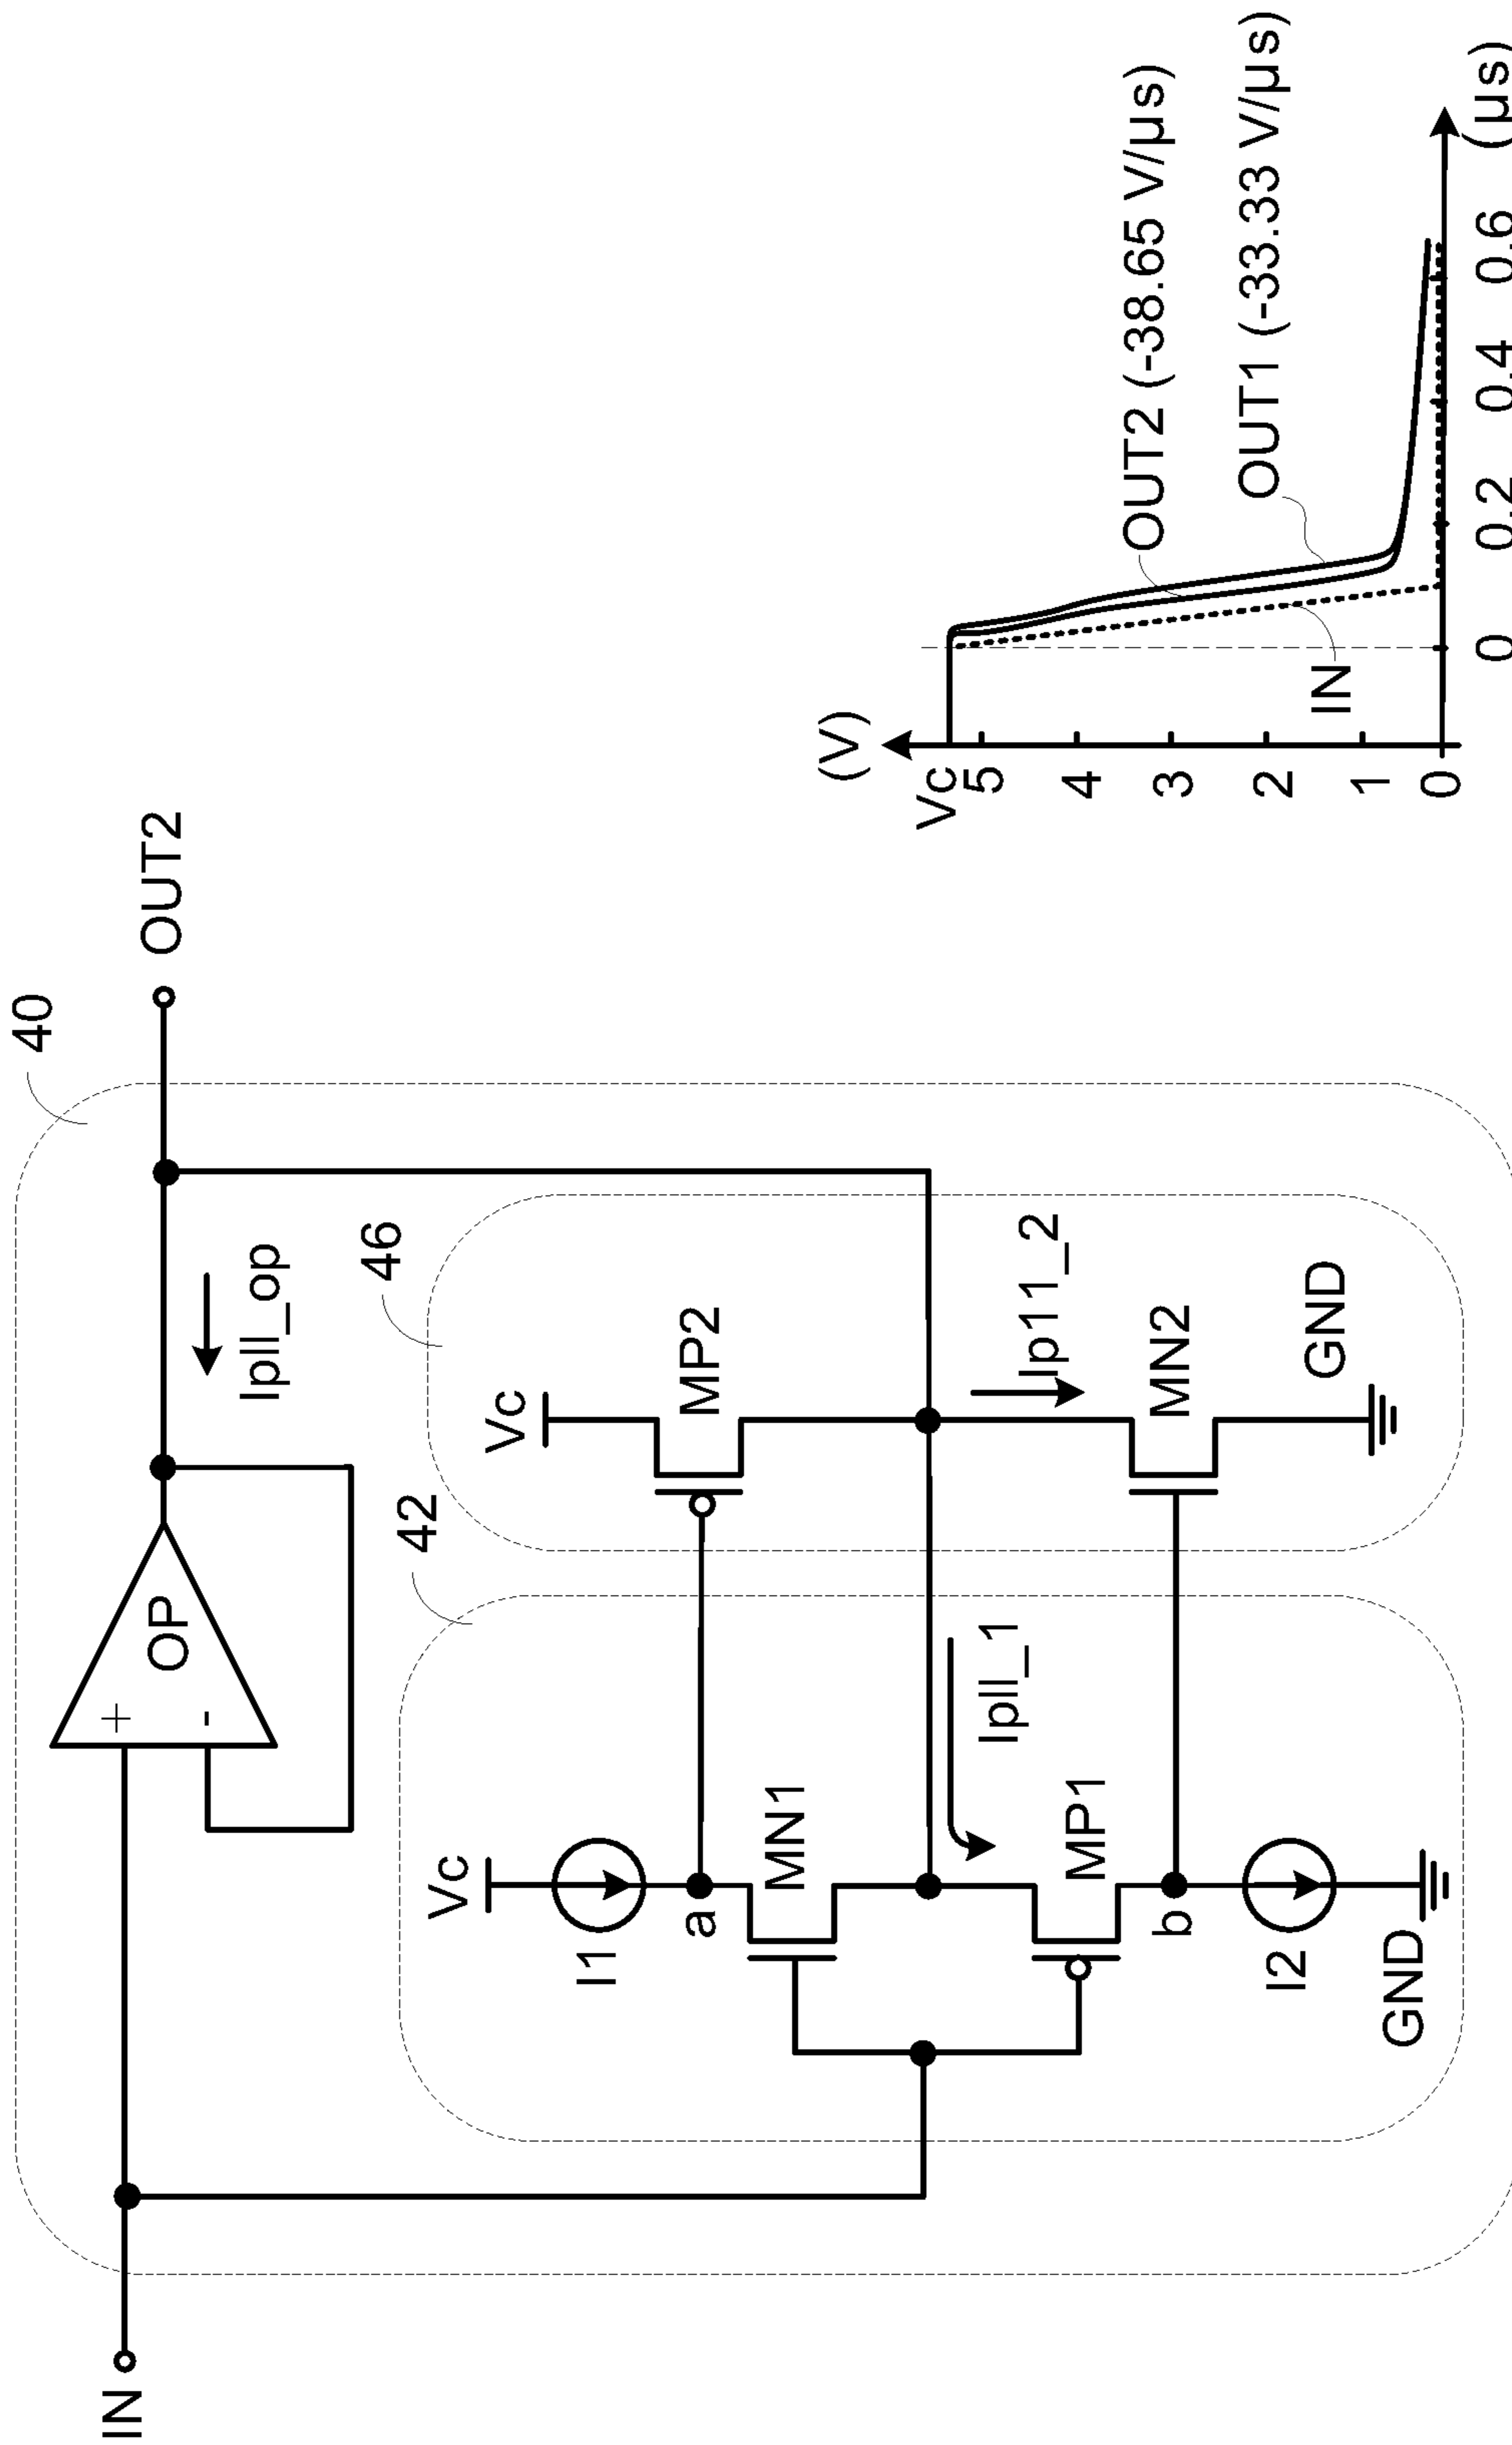 40
IN
+
-
OP
Ipll_op
OUT2
42
46
Vc
I1
a
MN1
Vc
MP2
Ipll_1
Ip11_2
MP1
b
MN2
I2
GND
GND
(V)
Vc
5
4
3
2
1
0
OUT2 (-38.65 V/μs)
OUT1 (-33.33 V/μs)
IN
0 0.2 0.4 0.6 (μs)